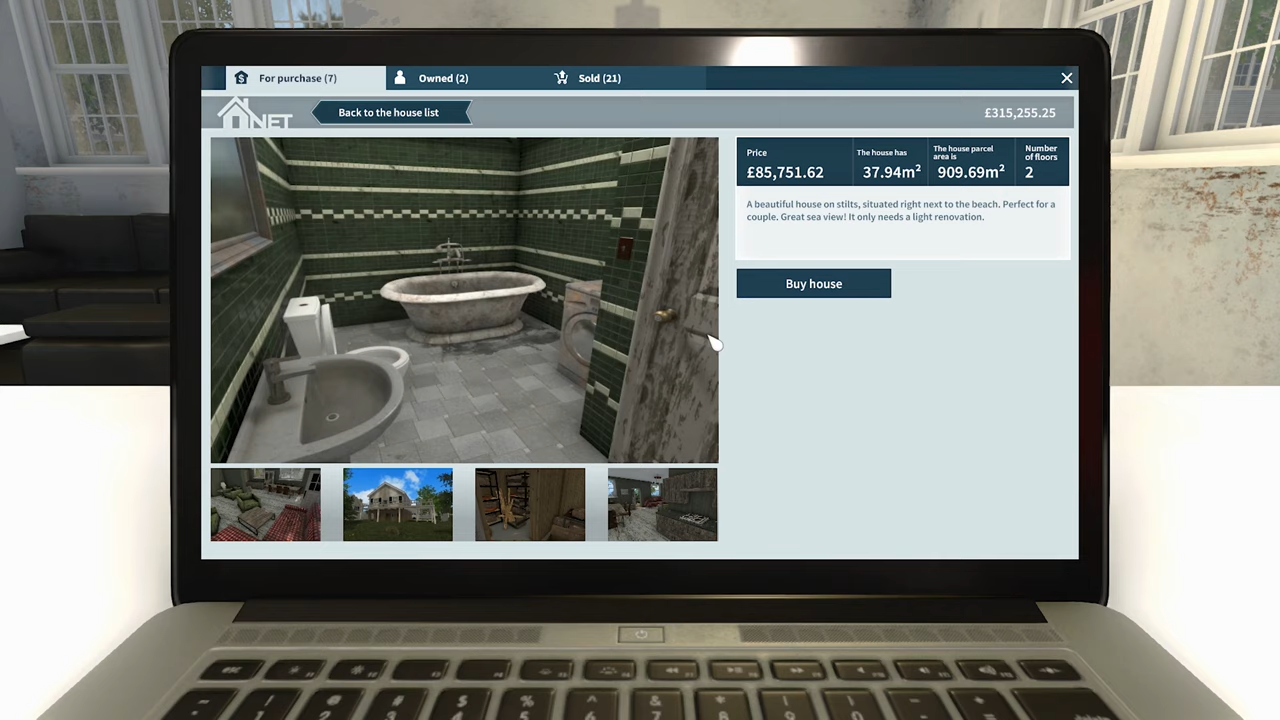 For purchase (7)
Owned (2)
Sold (21)
NET
Back to the house list
£315,255.25
Price
£85,751.62
The house has
37.94m²
The house parcel
area is
909.69m²
Number
of floors
2
A beautiful house on stilts, situated right next to the beach. Perfect for a
couple. Great sea view! It only needs a light renovation.
Buy house